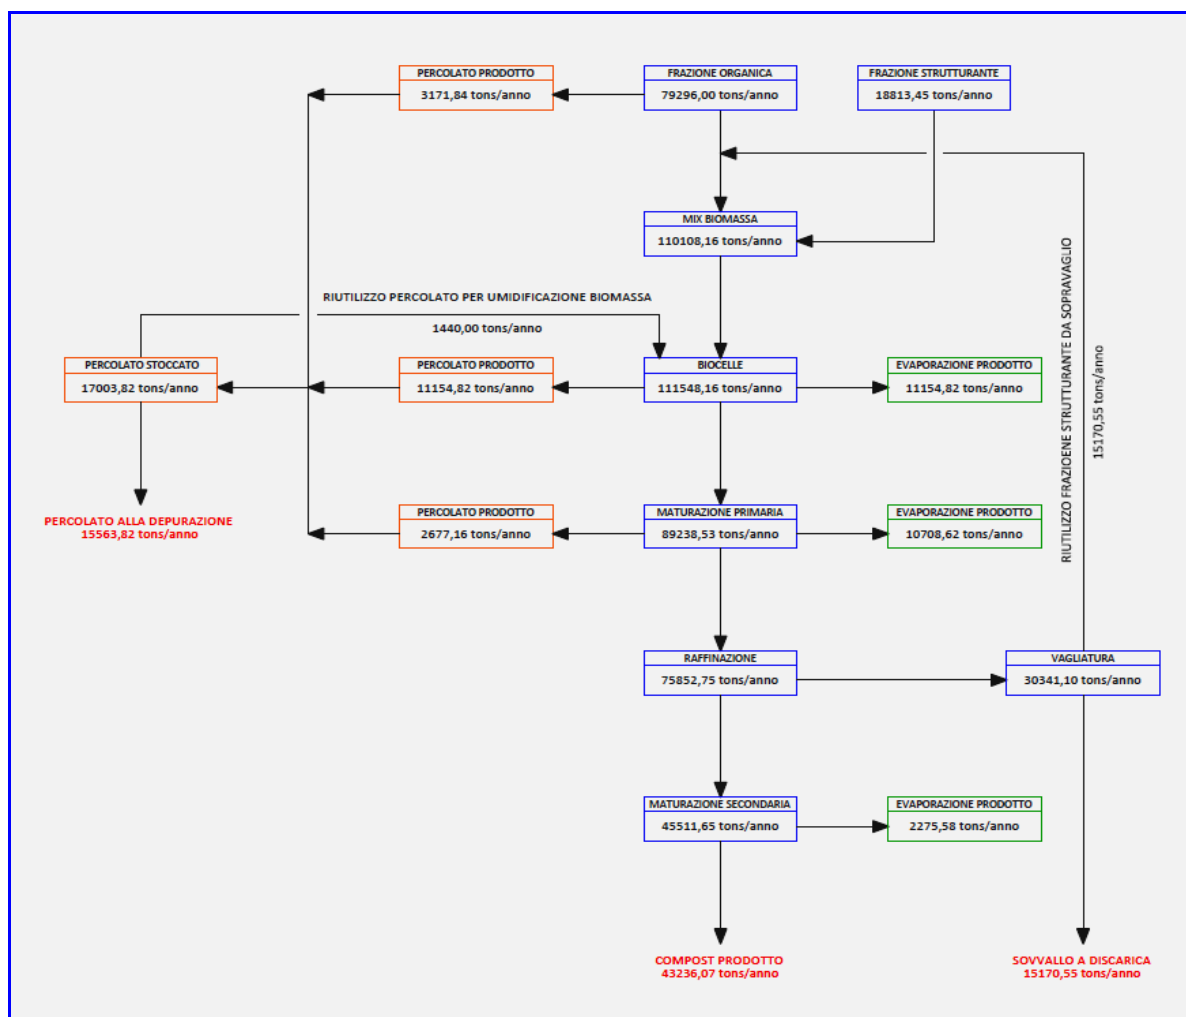 PERCOLATO PRODOTTO
3171,84 tons/anno
FRAZIONE ORGANICA
79296,00 tons/anno
FRAZIONE STRUTTURANTE
18813,45 tons/anno
MIX BIOMASSA
110108,16 tons/anno
RIUTILIZZO PERCOLATO PER UMIDIFICAZIONE BIOMASSA
1440,00 tons/anno
RIUTILIZZO FRAZIOENE STRUTTURANTE DA SOPRAVAGLIO
15170,55 tons/anno
PERCOLATO STOCCATO
17003,82 tons/anno
PERCOLATO PRODOTTO
11154,82 tons/anno
BIOCELLE
111548,16 tons/anno
EVAPORAZIONE PRODOTTO
11154,82 tons/anno
PERCOLATO ALLA DEPURAZIONE
15563,82 tons/anno
PERCOLATO PRODOTTO
2677,16 tons/anno
MATURAZIONE PRIMARIA
89238,53 tons/anno
EVAPORAZIONE PRODOTTO
10708,62 tons/anno
RAFFINAZIONE
75852,75 tons/anno
VAGLIATURA
30341,10 tons/anno
MATURAZIONE SECONDARIA
45511,65 tons/anno
EVAPORAZIONE PRODOTTO
2275,58 tons/anno
COMPOST PRODOTTO
43236,07 tons/anno
SOVVALLO A DISCARICA
15170,55 tons/anno